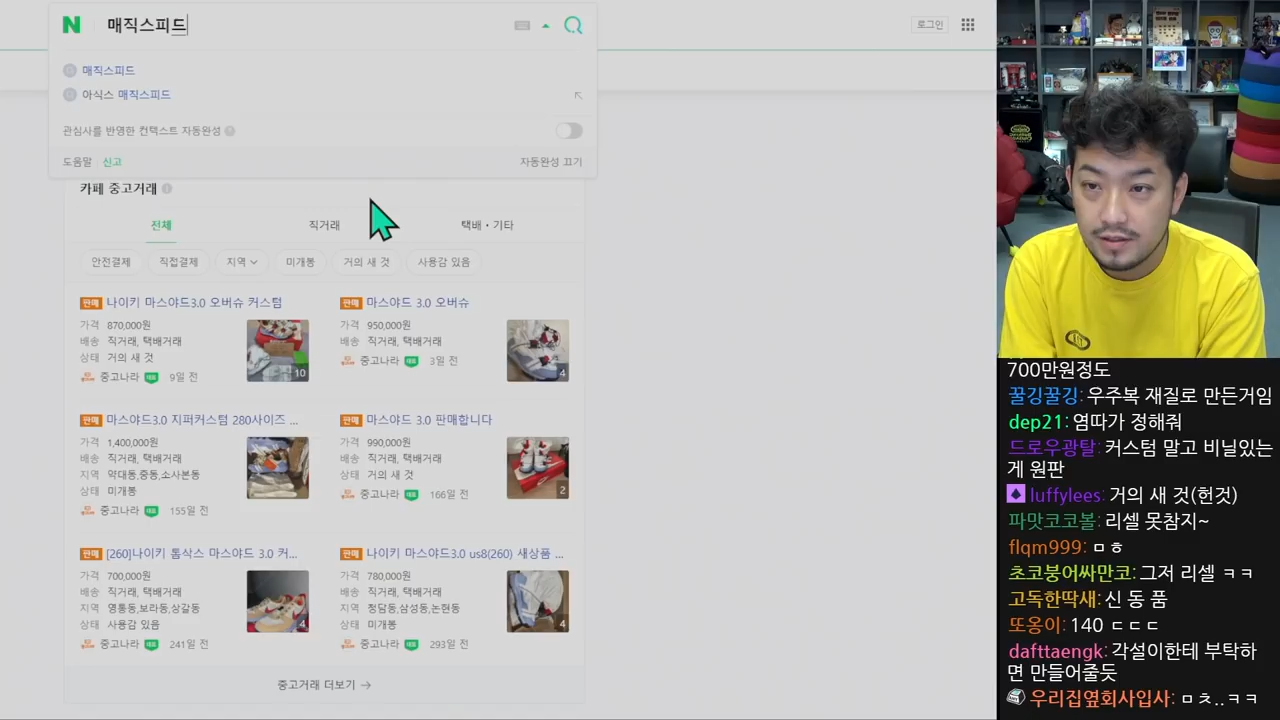 N 매직스피드
로그인
매직스피드
아식스 매직스피드
관심사를 반영한 컨텍스트 자동완성 ?
도움말 신고
자동완성 끄기
카페 중고거래
전체
직거래
택배・기타
안전결제
직접결제
지역
미개봉
거의 새 것
사용감 있음
판매 나이키 마스야드3.0 오버슈 커스텀
가격 870,000원
배송 직거래, 택배거래
상태 거의 새 것
중고나라 대표 9일 전
10
판매 마스야드 3.0 오버슈
가격 950,000원
배송 직거래, 택배거래
중고나라 대표 3일 전
4
판매 마스야드3.0 지퍼커스텀 280사이즈 ...
가격 1,400,000원
배송 직거래, 택배거래
지역 약대동,중동,소사본동
상태 미개봉
중고나라 대표 155일 전
판매 마스야드 3.0 판매합니다
가격 990,000원
배송 직거래, 택배거래
상태 거의 새 것
중고나라 대표 166일 전
2
판매 [260]나이키 톰삭스 마스야드 3.0 커...
가격 700,000원
배송 직거래, 택배거래
지역 영통동,보라동,상갈동
상태 사용감 있음
중고나라 대표 241일 전
4
판매 나이키 마스야드3.0 us8(260) 새상품 ...
가격 780,000원
배송 직거래, 택배거래
지역 청담동,삼성동,논현동
상태 미개봉
중고나라 대표 293일 전
4
중고거래 더보기 →
700만원정도
꿀깅꿀깅: 우주복 재질로 만든거임
dep21: 염따가 정해줘
드로우광탈: 커스텀 말고 비닐있는
게 원판
luffylees: 거의 새 것(헌것)
파맛코코볼: 리셀 못참지~
flqm999: ㅁㅎ
초코붕어싸만코: 그저 리셀 ㅋㅋ
고독한딱새: 신 동 품
또옹이: 140 ㄷㄷㄷ
dafttaengk: 각설이한테 부탁하
면 만들어줄듯
우리집옆회사입사: ㅁㅊ..ㅋㅋ